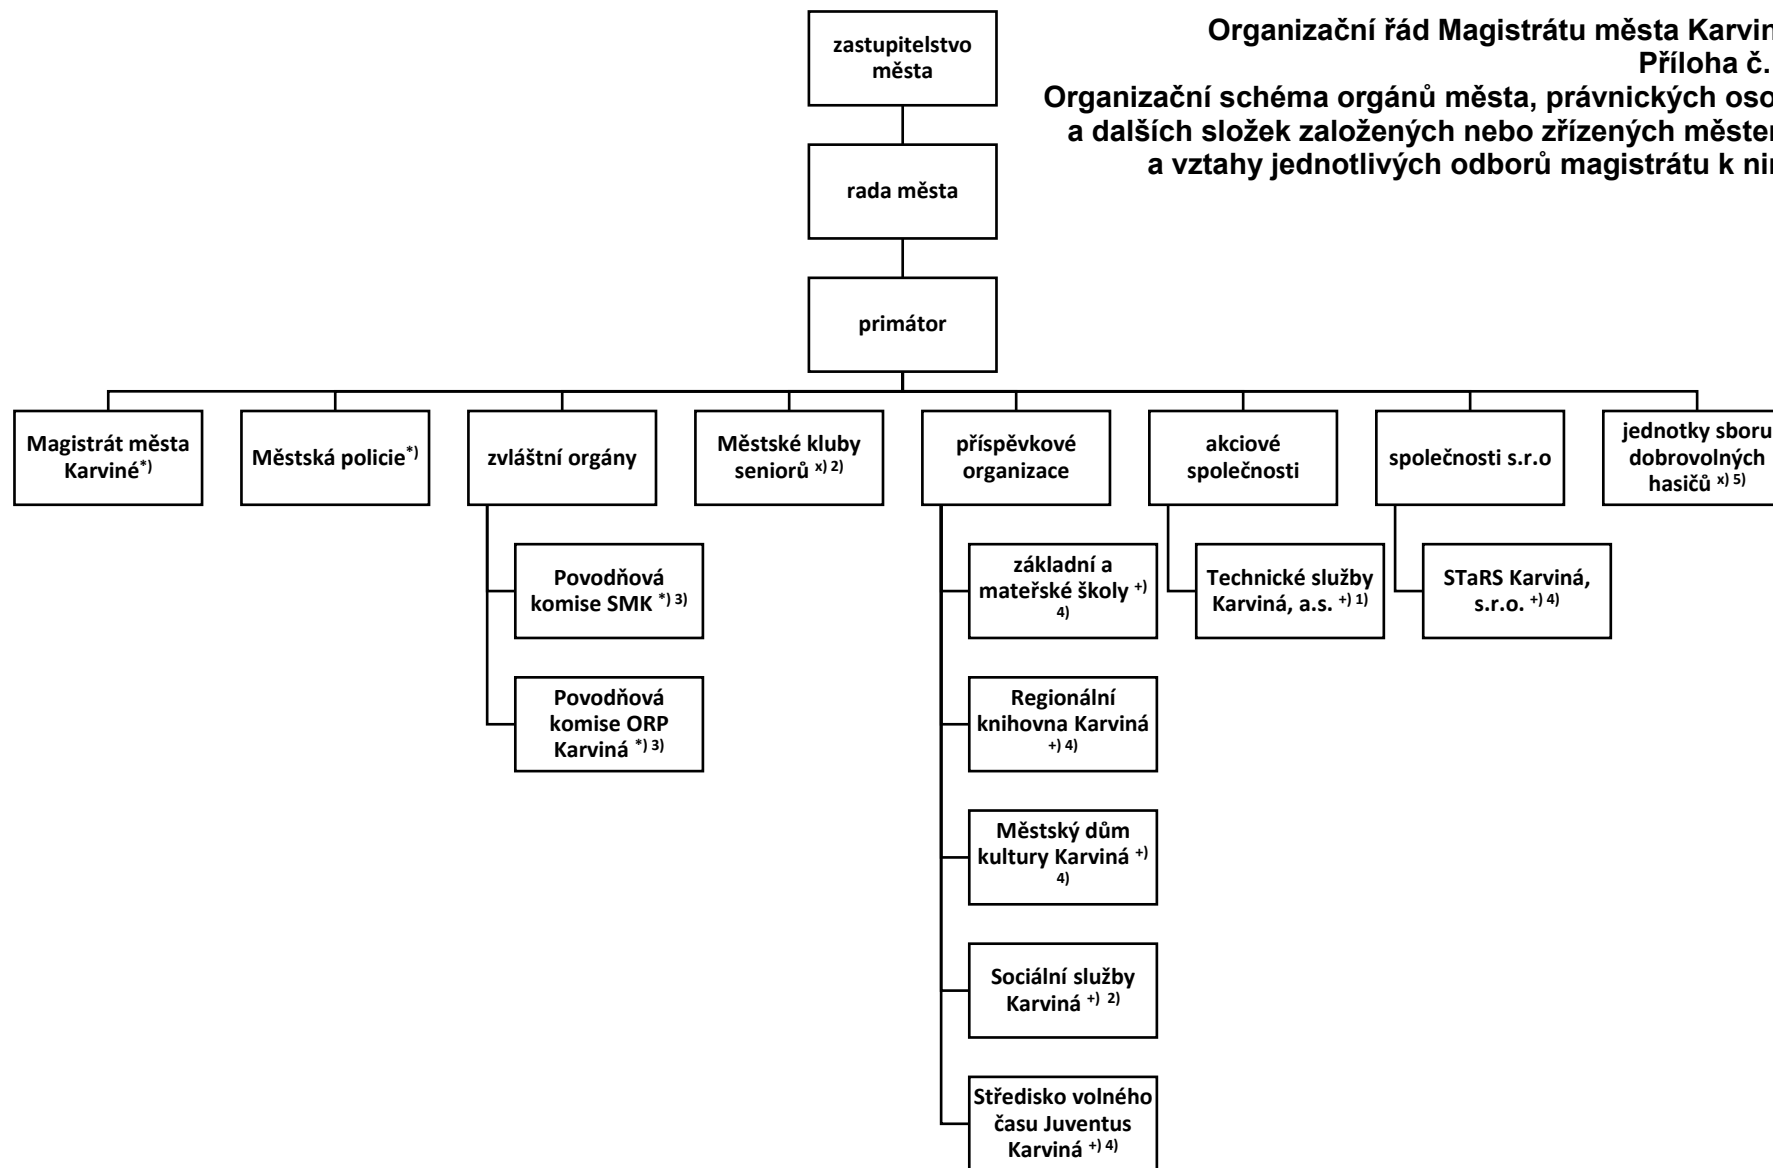 Organizační řád Magistrátu města Karvin
Příloha č.
Organizační schéma orgánů města, právnických oso
a dalších složek založených nebo zřízených měste
a vztahy jednotlivých odborů magistrátu k ni
zastupitelstvo
města
rada města
primátor
Magistrát města
Karviné*)
Městská policie*)
zvláštní orgány
Městské kluby
seniorů x) 2)
příspěvkové
organizace
akciové
společnosti
společnosti s.r.o
jednotky sboru
dobrovolných
hasičů x) 5)
Povodňová
komise SMK *) 3)
Povodňová
komise ORP
Karviná *) 3)
základní a
mateřské školy +)
4)
Regionální
knihovna Karviná
+) 4)
Městský dům
kultury Karviná +)
4)
Sociální služby
Karviná +) 2)
Středisko volného
času Juventus
Karviná +) 4)
Technické služby
Karviná, a.s. +) 1)
STaRS Karviná,
s.r.o. +) 4)